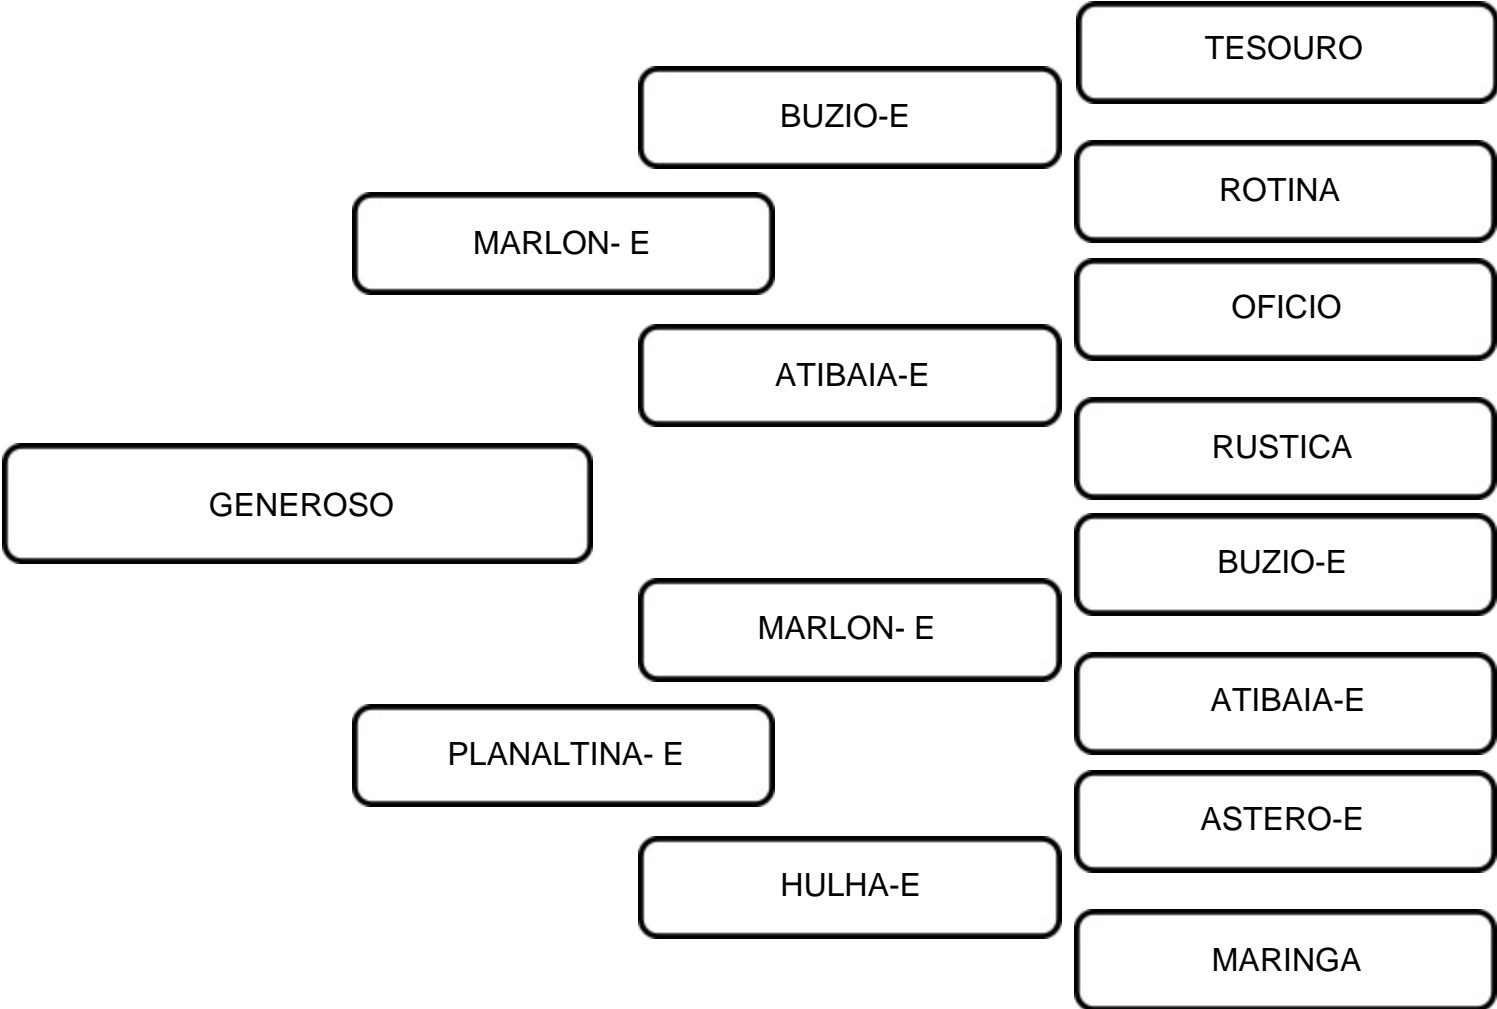 TESOURO
BUZIO-E
ROTINA
MARLON- E
OFICIO
ATIBAIA-E
RUSTICA
GENEROSO
BUZIO-E
MARLON- E
ATIBAIA-E
PLANALTINA- E
ASTERO-E
HULHA-E
MARINGA